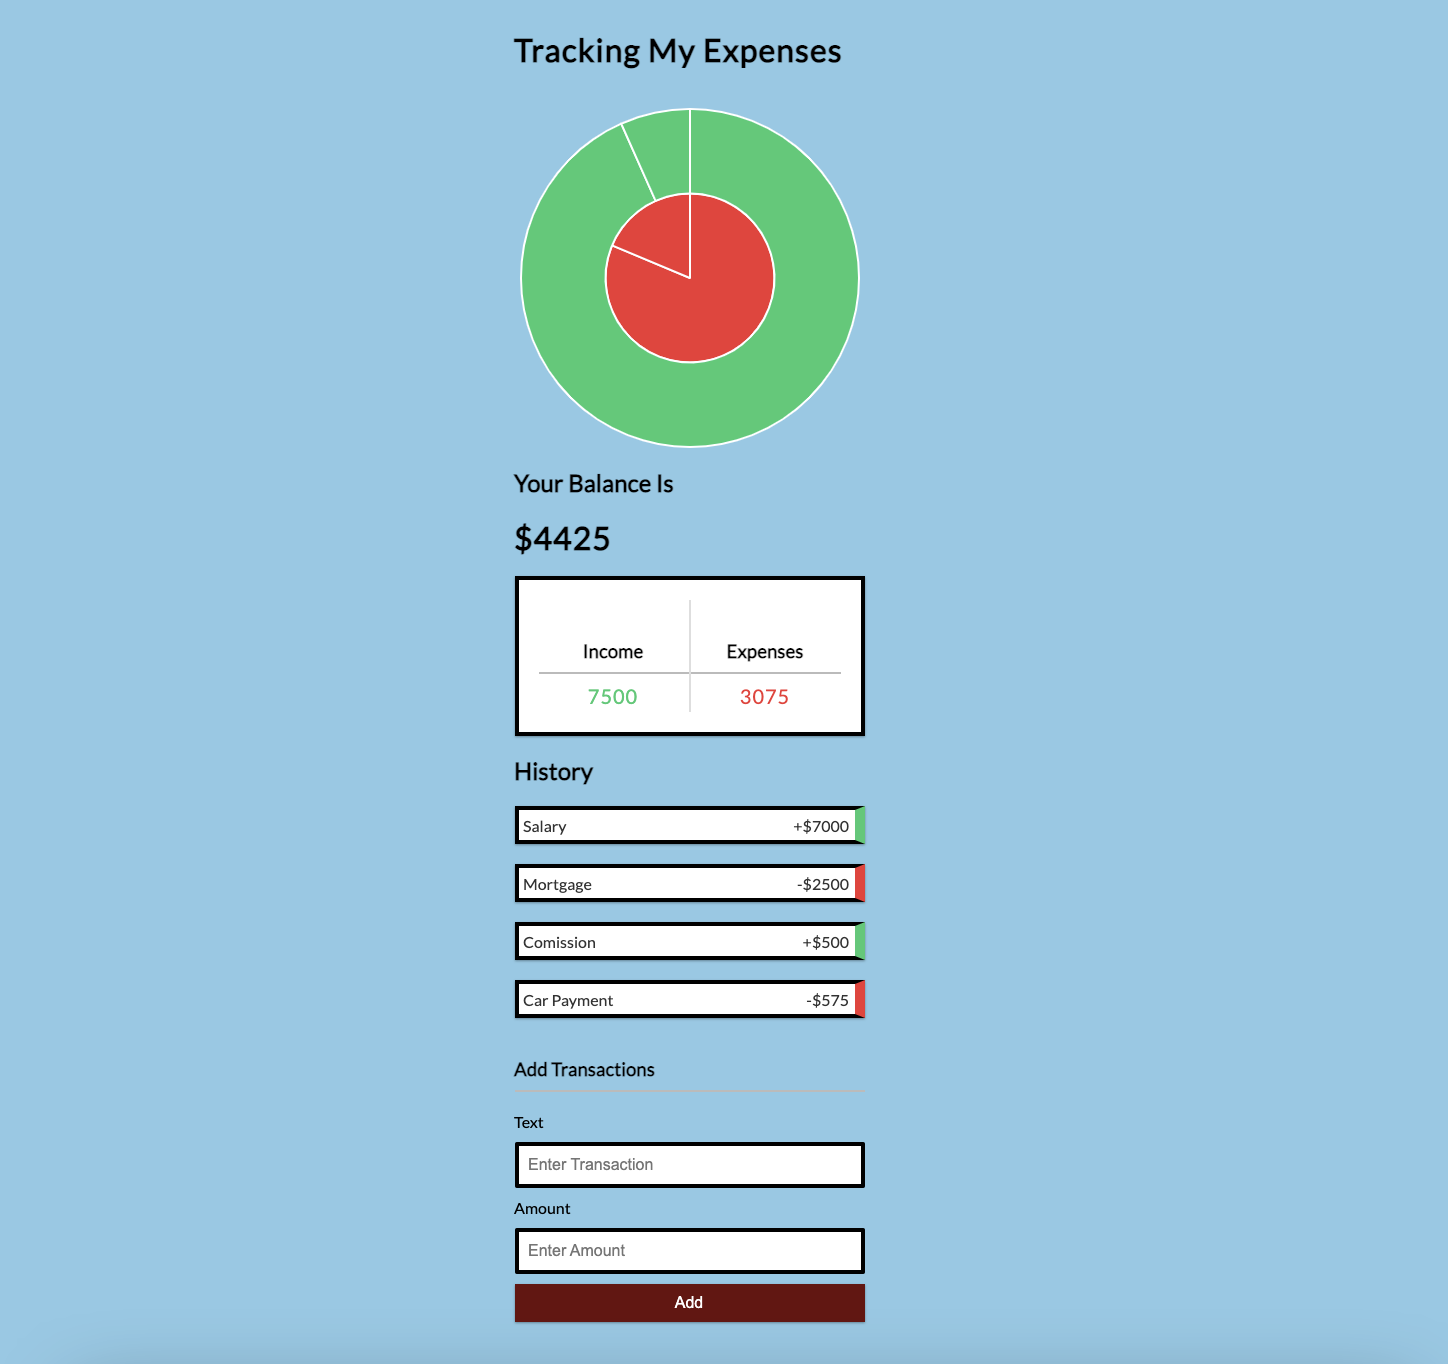 Tracking My Expenses
Your Balance Is
$4425
Income Expenses
7500 3075
History
Salary +$7000
Mortgage -$2500
Comission +$500
Car Payment -$575
Add Transactions
Text
Enter Transaction
Amount
Enter Amount
Add